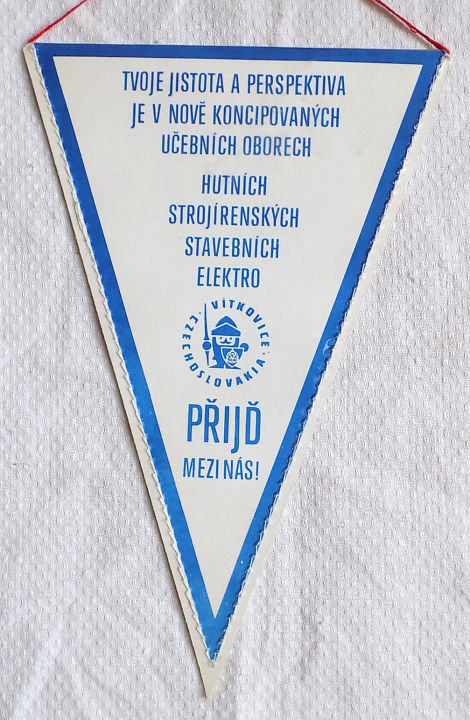 TVOJE JISTOTA A PERSPEKTIVA
JE V NOVĚ KONCIPOVANÝCH
UČEBNÍCH OBORECH
HUTNÍCH
STROJÍRENSKÝCH
STAVEBNÍCH
ELEKTRO
VÍTKOVICE
CZECHOSLOVAKIA
PŘIJĎ
MEZI NÁS!